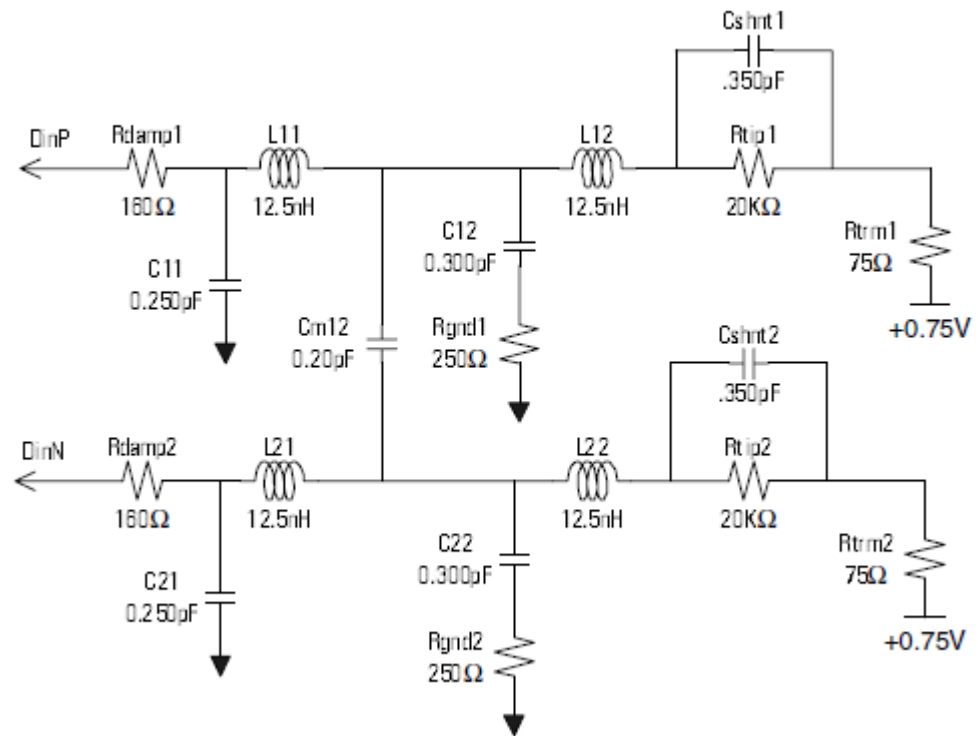 Cshnt1
.350pF
DinP
Rdamp1
L11
L12
Rtip1
160Ω
12.5nH
12.5nH
20KΩ
C12
0.300pF
Rtrm1
75Ω
C11
0.250pF
+0.75V
Cm12
0.20pF
Rgnd1
250Ω
Cshnt2
.350pF
DinN
Rdamp2
L21
L22
Rtip2
160Ω
12.5nH
12.5nH
20KΩ
C22
0.300pF
Rtrm2
75Ω
C21
0.250pF
+0.75V
Rgnd2
250Ω